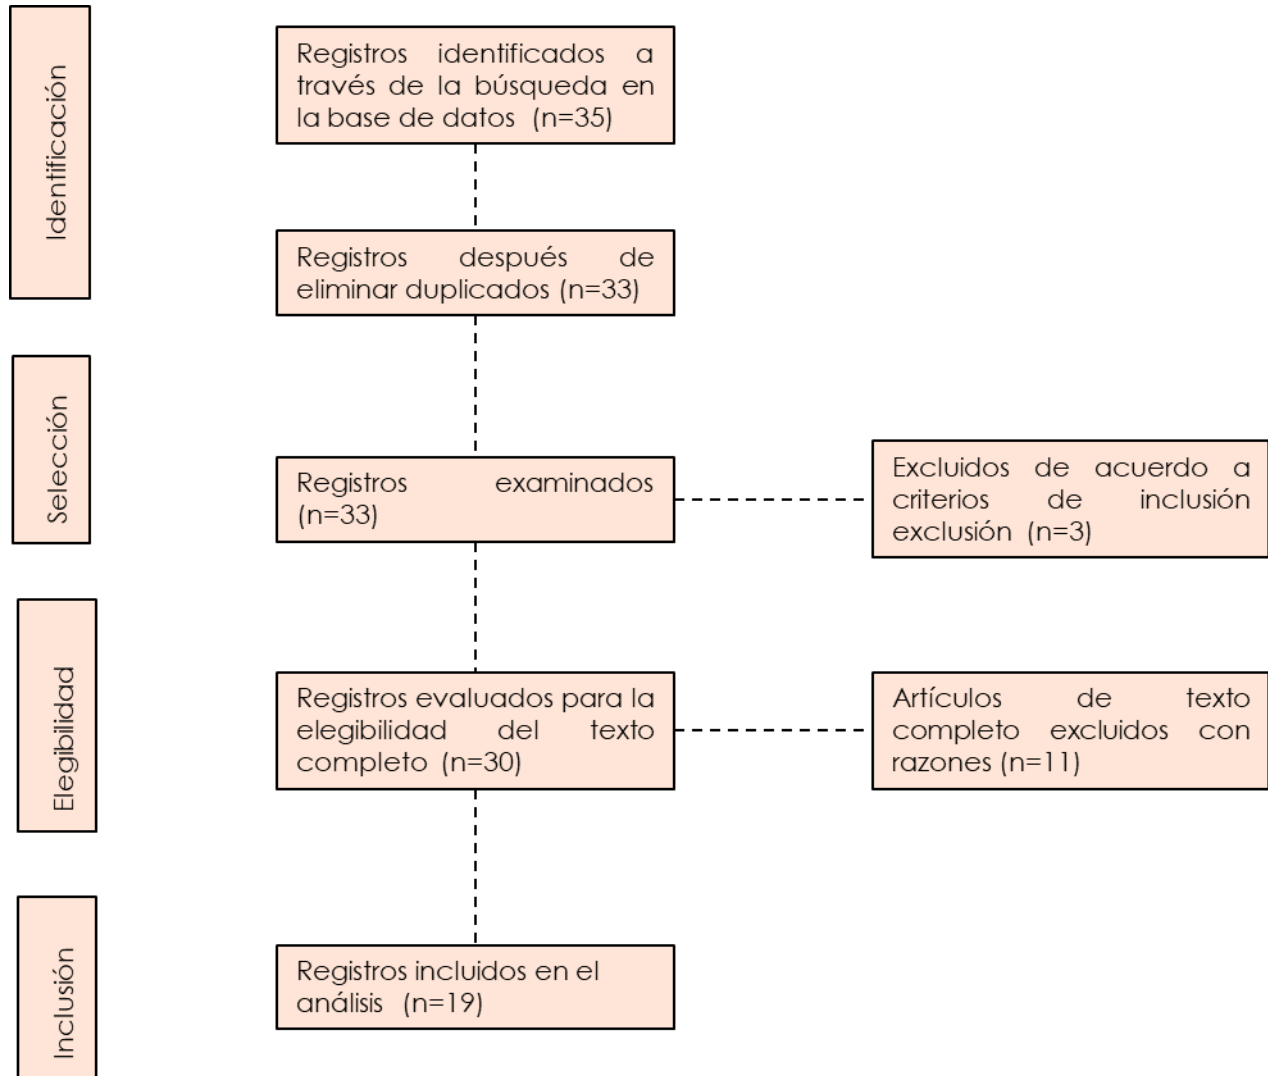 Identificación
Registros identificados a
través de la búsqueda en
la base de datos (n=35)
Registros después de
eliminar duplicados (n=33)
Selección
Registros examinados
(n=33)
Excluidos de acuerdo a
criterios de inclusión
exclusión (n=3)
Elegibilidad
Registros evaluados para la
elegibilidad del texto
completo (n=30)
Artículos de texto
completo excluidos con
razones (n=11)
Inclusión
Registros incluidos en el
análisis (n=19)